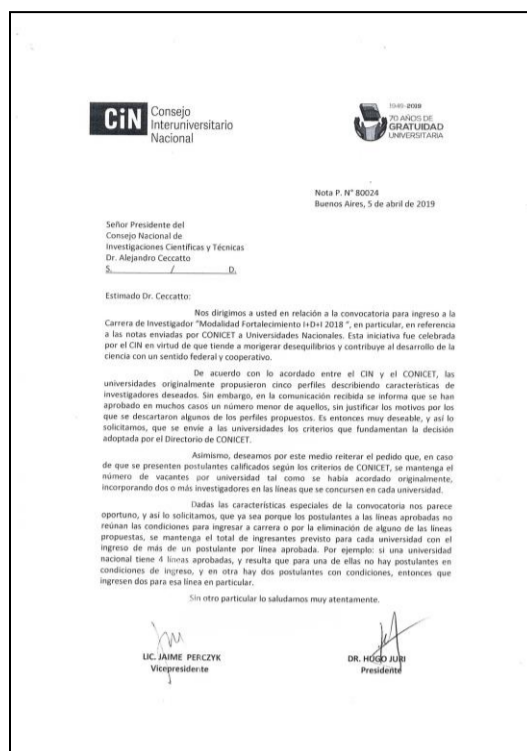 CiN Consejo
Interuniversitario
Nacional
1949-2019
70 AÑOS DE
GRATUIDAD
UNIVERSITARIA
Nota P. N° 80024
Buenos Aires, 5 de abril de 2019
Señor Presidente del
Consejo Nacional de
Investigaciones Científicas y Técnicas
Dr. Alejandro Ceccatto
S. / D.
Estimado Dr. Ceccatto:
Nos dirigimos a usted en relación a la convocatoria para ingreso a la
Carrera de Investigador "Modalidad Fortalecimiento I+D+I 2018 ", en particular, en referencia
a las notas enviadas por CONICET a Universidades Nacionales. Esta iniciativa fue celebrada
por el CIN en virtud de que tiende a morigerar desequilibrios y contribuye al desarrollo de la
ciencia con un sentido federal y cooperativo.
De acuerdo con lo acordado entre el CIN y el CONICET, las
universidades originalmente propusieron cinco perfiles describiendo características de
investigadores deseados. Sin embargo, en la comunicación recibida se informa que se han
aprobado en muchos casos un número menor de aquellos, sin justificar los motivos por los
que se descartaron algunos de los perfiles propuestos. Es entonces muy deseable, y así lo
solicitamos, que se envíe a las universidades los criterios que fundamentan la decisión
adoptada por el Directorio de CONICET.
Asimismo, deseamos por este medio reiterar el pedido que, en caso
de que se presenten postulantes calificados según los criterios de CONICET, se mantenga el
número de vacantes por universidad tal como se había acordado originalmente,
incorporando dos o más investigadores en las líneas que se concursen en cada universidad.
Dadas las características especiales de la convocatoria nos parece
oportuno, y así lo solicitamos, que ya sea porque los postulantes a las líneas aprobadas no
reúnan las condiciones para ingresar a carrera o por la eliminación de alguno de las líneas
propuestas, se mantenga el total de ingresantes previsto para cada universidad con el
ingreso de más de un postulante por línea aprobada. Por ejemplo: si una universidad
nacional tiene 4 líneas aprobadas, y resulta que para una de ellas no hay postulantes en
condiciones de ingreso, y en otra hay dos postulantes con condiciones, entonces que
ingresen dos para esa línea en particular.
Sin otro particular lo saludamos muy atentamente.
LIC. JAIME PERCZYK DR. HUGO JURI
Vicepresidente Presidente